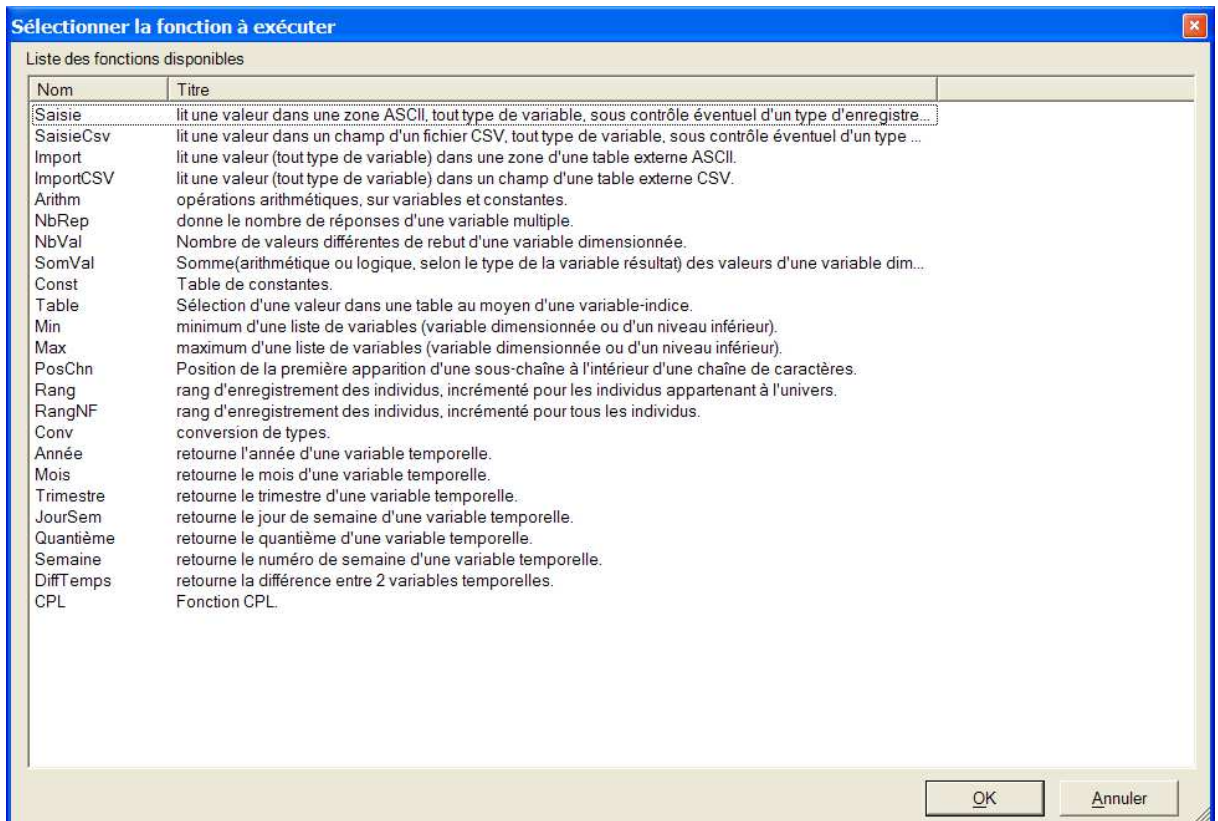 Sélectionner la fonction à exécuter
Liste des fonctions disponibles
Nom Titre
Saisie lit une valeur dans une zone ASCII, tout type de variable, sous contrôle éventuel d'un type d'enregistre...
SaisieCsv lit une valeur dans un champ d'un fichier CSV, tout type de variable, sous contrôle éventuel d'un type ...
Import lit une valeur (tout type de variable) dans une zone d'une table externe ASCII.
ImportCSV lit une valeur (tout type de variable) dans un champ d'une table externe CSV.
Arithm opérations arithmétiques, sur variables et constantes.
NbRep donne le nombre de réponses d'une variable multiple.
NbVal Nombre de valeurs différentes de rebut d'une variable dimensionnée.
SomVal Somme(arithmétique ou logique, selon le type de la variable résultat) des valeurs d'une variable dim...
Const Table de constantes.
Table Sélection d'une valeur dans une table au moyen d'une variable-indice.
Min minimum d'une liste de variables (variable dimensionnée ou d'un niveau inférieur).
Max maximum d'une liste de variables (variable dimensionnée ou d'un niveau inférieur).
PosChn Position de la première apparition d'une sous-chaîne à l'intérieur d'une chaîne de caractères.
Rang rang d'enregistrement des individus, incrémenté pour les individus appartenant à l'univers.
RangNF rang d'enregistrement des individus, incrémenté pour tous les individus.
Conv conversion de types.
Année retourne l'année d'une variable temporelle.
Mois retourne le mois d'une variable temporelle.
Trimestre retourne le trimestre d'une variable temporelle.
JourSem retourne le jour de semaine d'une variable temporelle.
Quantième retourne le quantième d'une variable temporelle.
Semaine retourne le numéro de semaine d'une variable temporelle.
DiffTemps retourne la différence entre 2 variables temporelles.
CPL Fonction CPL.
OK Annuler